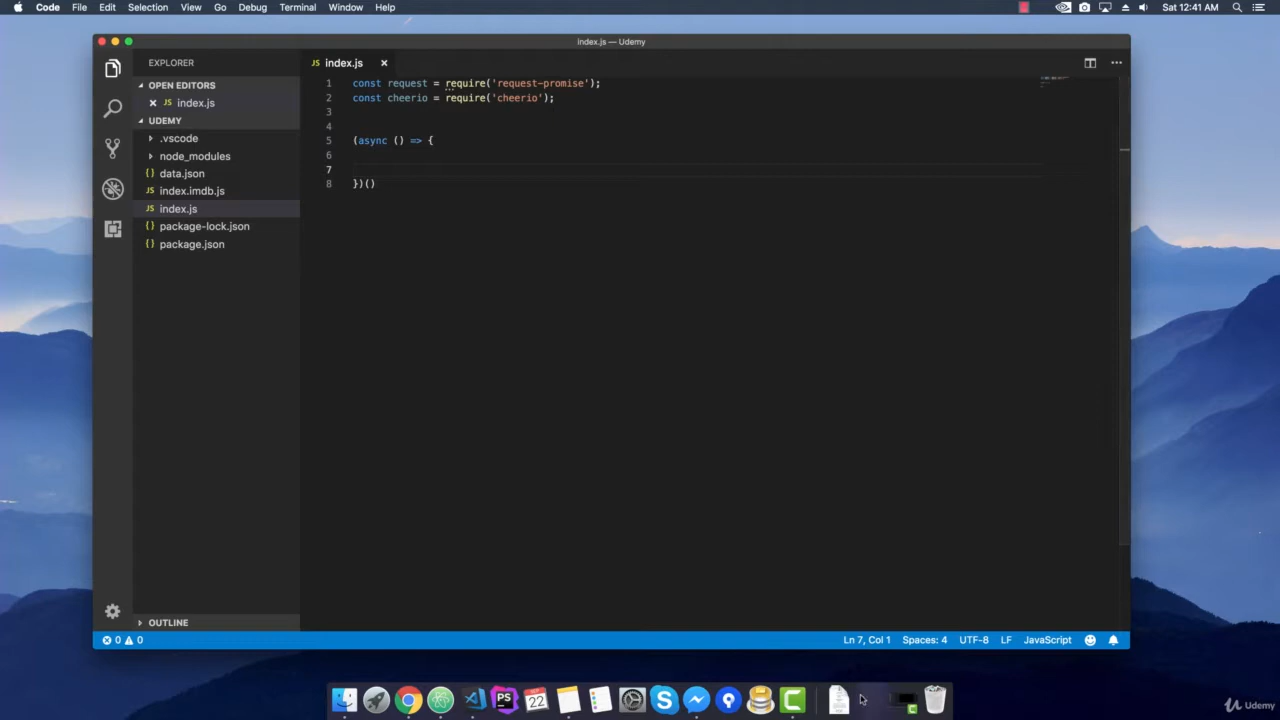 Code File Edit Selection View Go Debug Terminal Window Help Sat 12:41 AM
index.js — Udemy
EXPLORER
OPEN EDITORS
index.js
UDEMY
.vscode
node_modules
data.json
index.imdb.js
index.js
package-lock.json
package.json
OUTLINE
JS index.js
1 const request = require('request-promise');
2 const cheerio = require('cheerio');
3
4
5 (async () => {
6
7
8 })()
0 0 Ln 7, Col 1 Spaces: 4 UTF-8 LF JavaScript
PS
22
Udemy